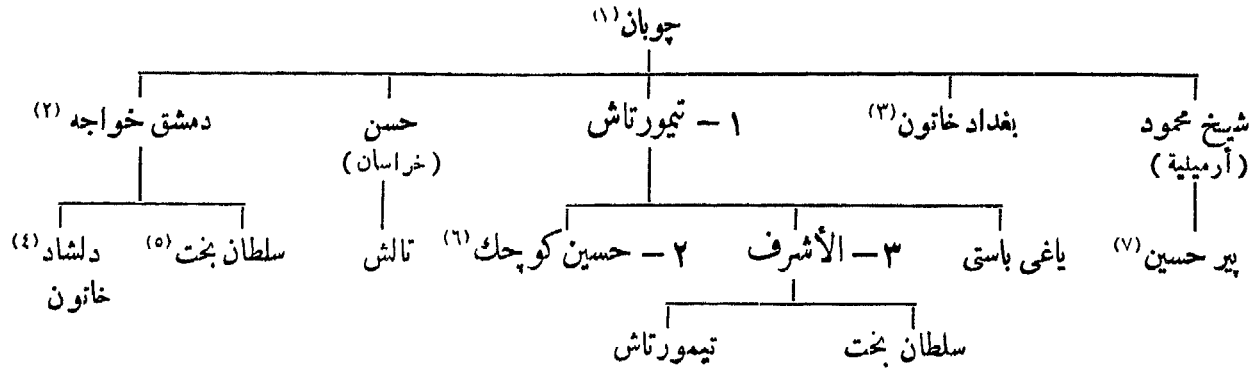 چوبان (١)
شيخ محمود بغداد خاتون (٣) ١ – تيمورتاش حسن دمشق خواجه (٢)
(أرمينية) (خراسان)
پير حسين (٧) ياغى باستى ٣ – الأشرف ٢ – حسين كوچك (٦) تالش سلطان بخت (٥) دلشاد (٤)
خاتون
سلطان بخت تيمورتاش